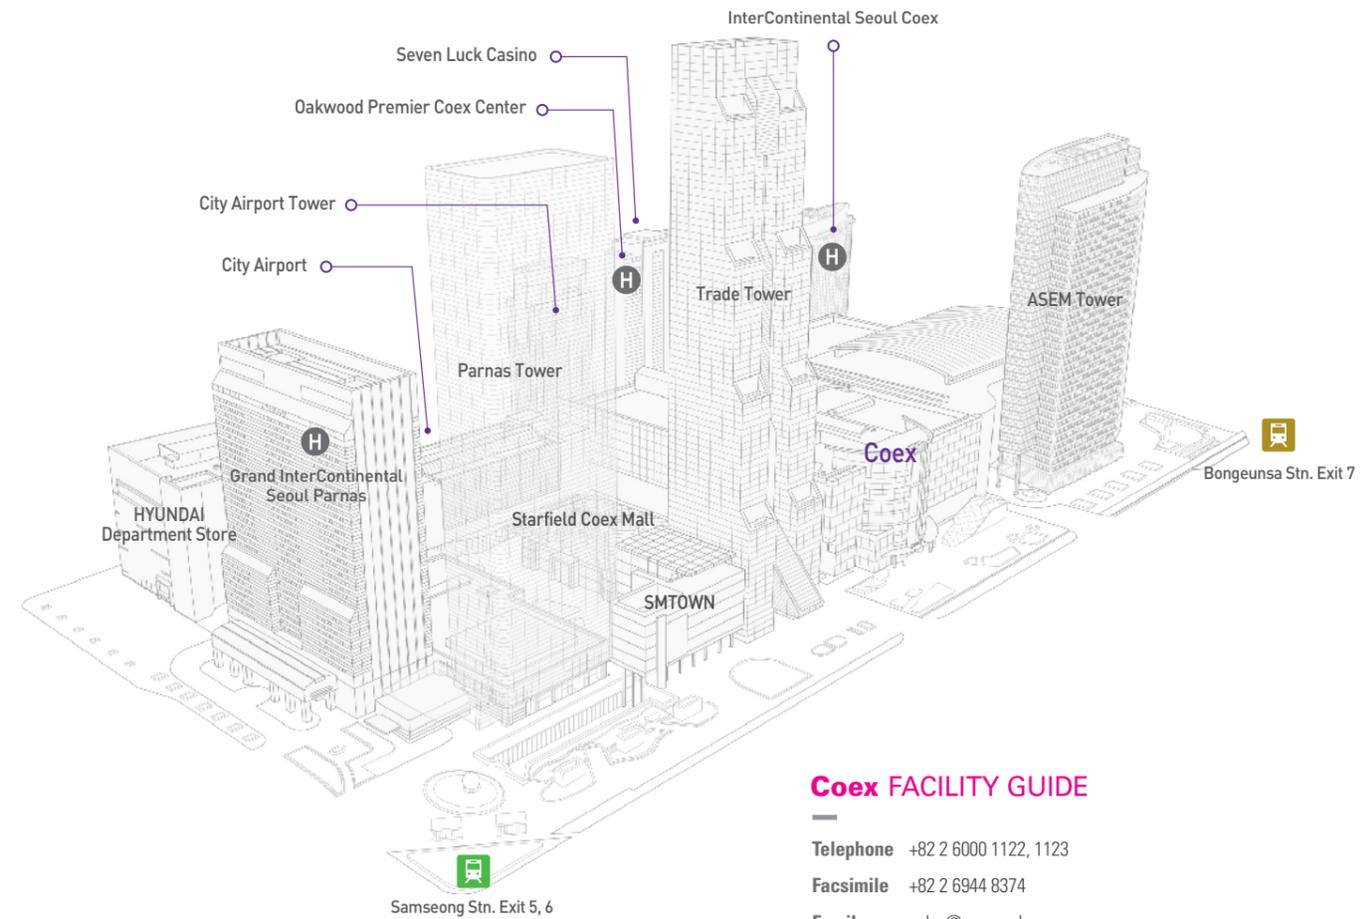 InterContinental Seoul Coex
Seven Luck Casino
Oakwood Premier Coex Center
H
City Airport Tower
H
City Airport
Trade Tower
ASEM Tower
Parnas Tower
H
Coex
Grand InterContinental
Seoul Parnas
Bongeunsa Stn. Exit 7
HYUNDAI
Department Store
Starfield Coex Mall
SMTOWN
Coex FACILITY GUIDE
Telephone +82 2 6000 1122, 1123
Facsimile +82 2 6944 8374
Samseong Stn. Exit 5, 6